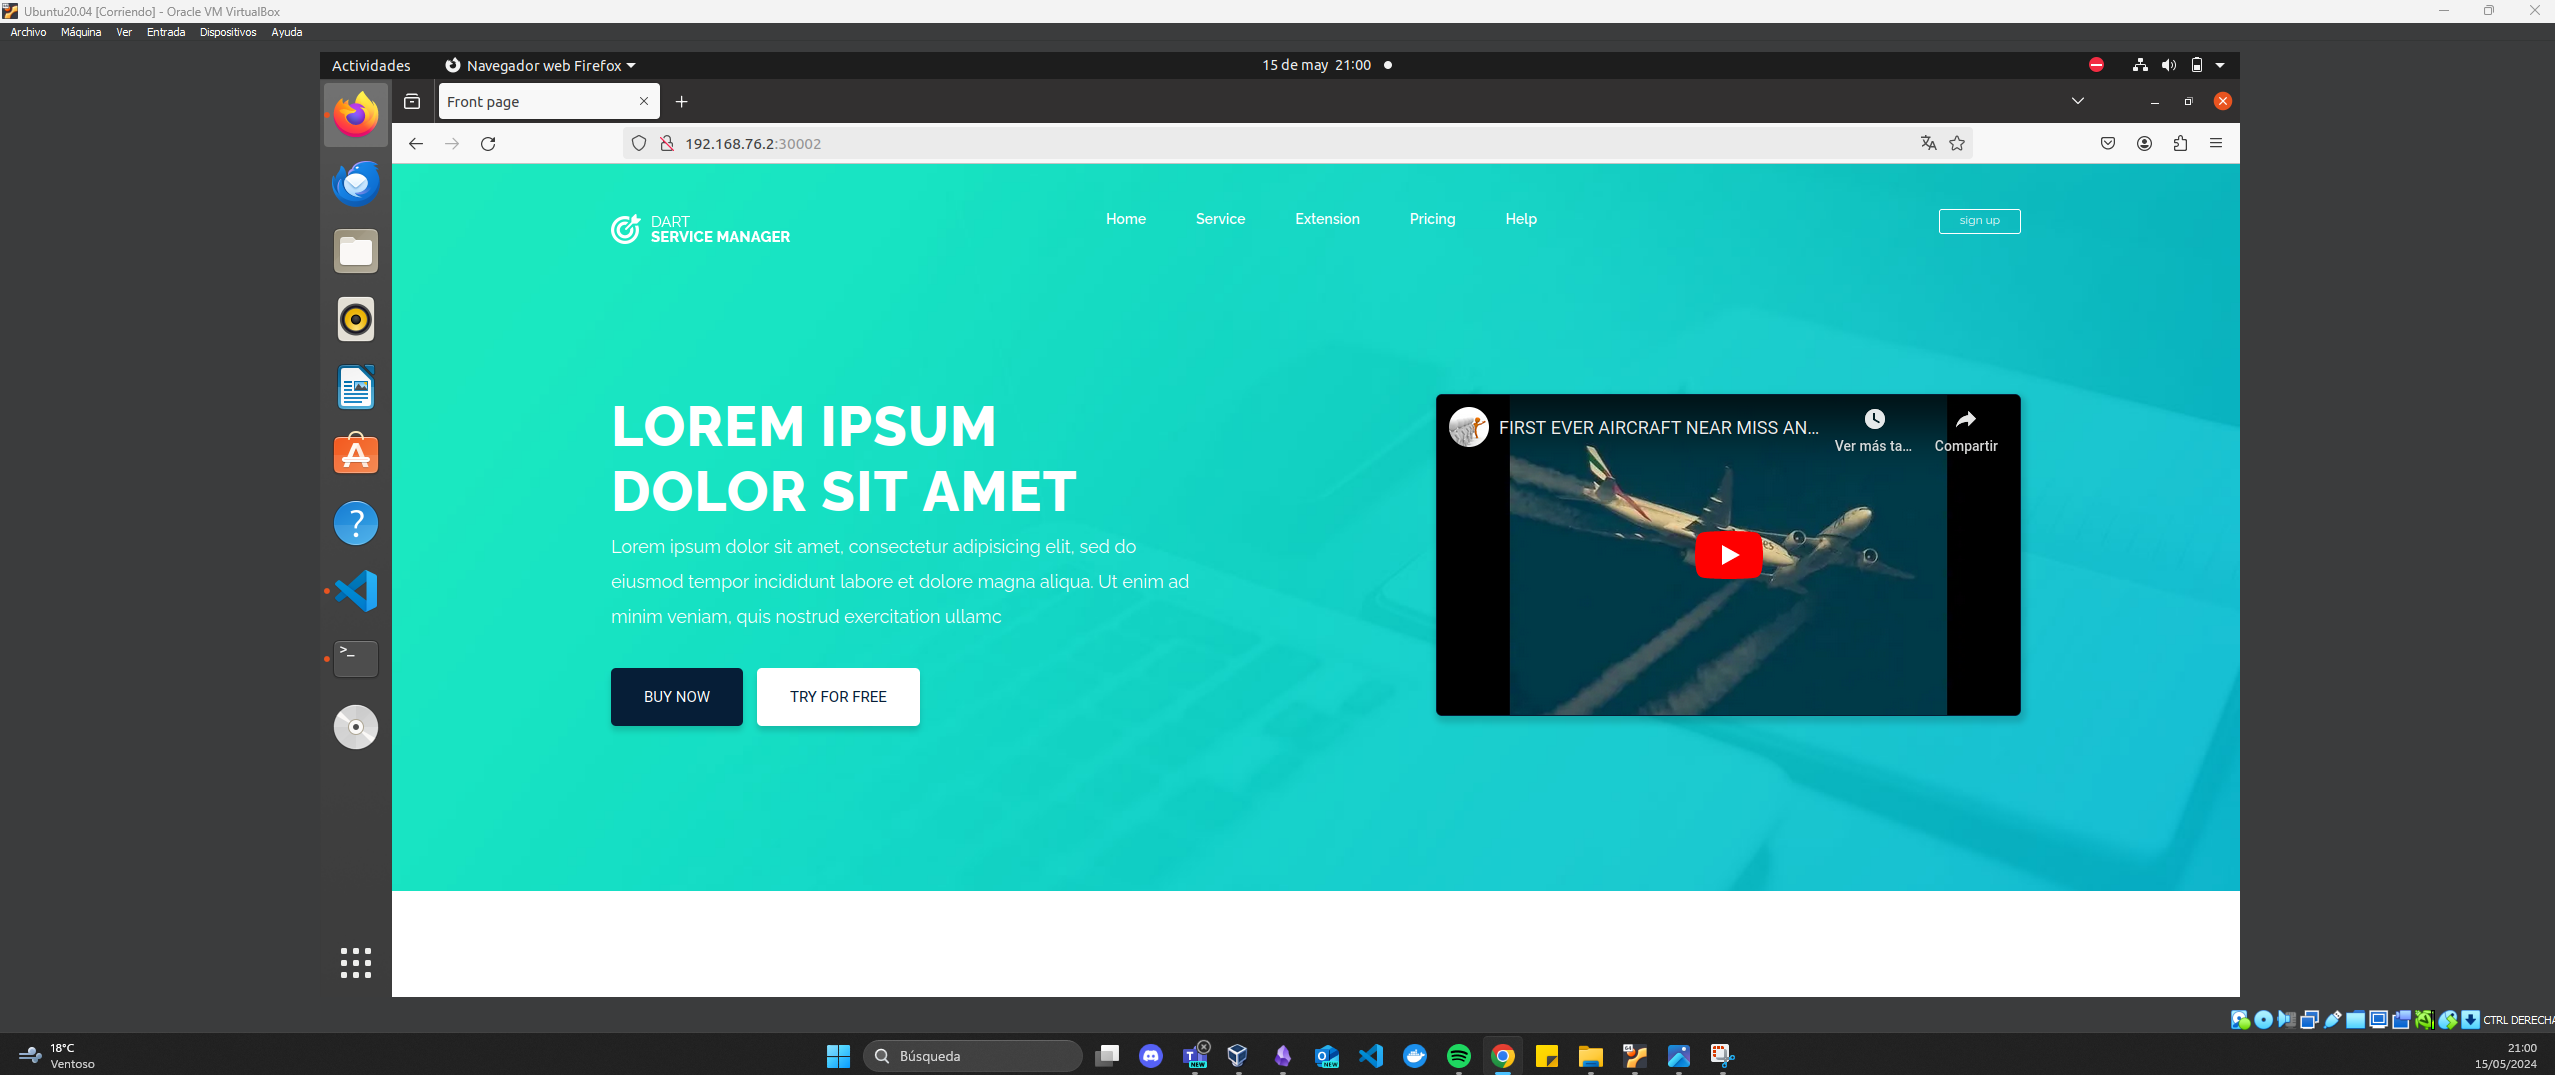 Ubuntu20.04 [Corriendo] - Oracle VM VirtualBox
Archivo Máquina Ver Entrada Dispositivos Ayuda
Actividades Navegador web Firefox 15 de may 21:00
Front page
192.168.76.2:30002
DART
SERVICE MANAGER
Home Service Extension Pricing Help
sign up
LOREM IPSUM
DOLOR SIT AMET
Lorem ipsum dolor sit amet, consectetur adipisicing elit, sed do
eiusmod tempor incididunt labore et dolore magna aliqua. Ut enim ad
minim veniam, quis nostrud exercitation ullamc
BUY NOW TRY FOR FREE
FIRST EVER AIRCRAFT NEAR MISS AN...
Ver más ta... Compartir
CTRL DERECHA
18°C
Ventoso
Búsqueda
21:00
15/05/2024